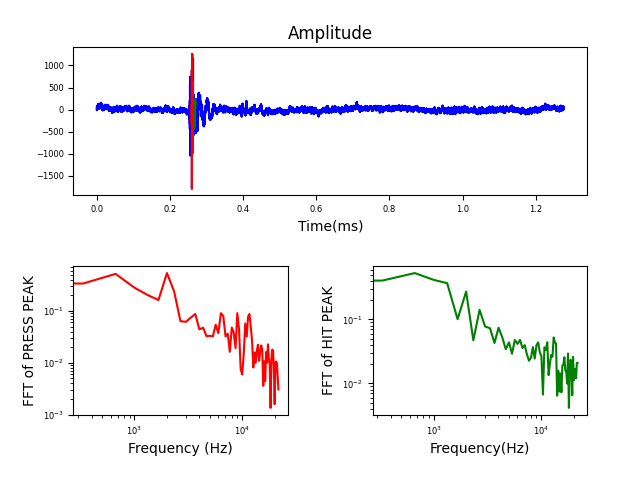 Amplitude
1000
500
0
−500
−1000
−1500
0.0 0.2 0.4 0.6 0.8 1.0 1.2
Time(ms)
FFT of PRESS PEAK
10⁻¹
10⁻²
10⁻³
10³ 10⁴
Frequency (Hz)
FFT of HIT PEAK
10⁻¹
10⁻²
10³ 10⁴
Frequency(Hz)